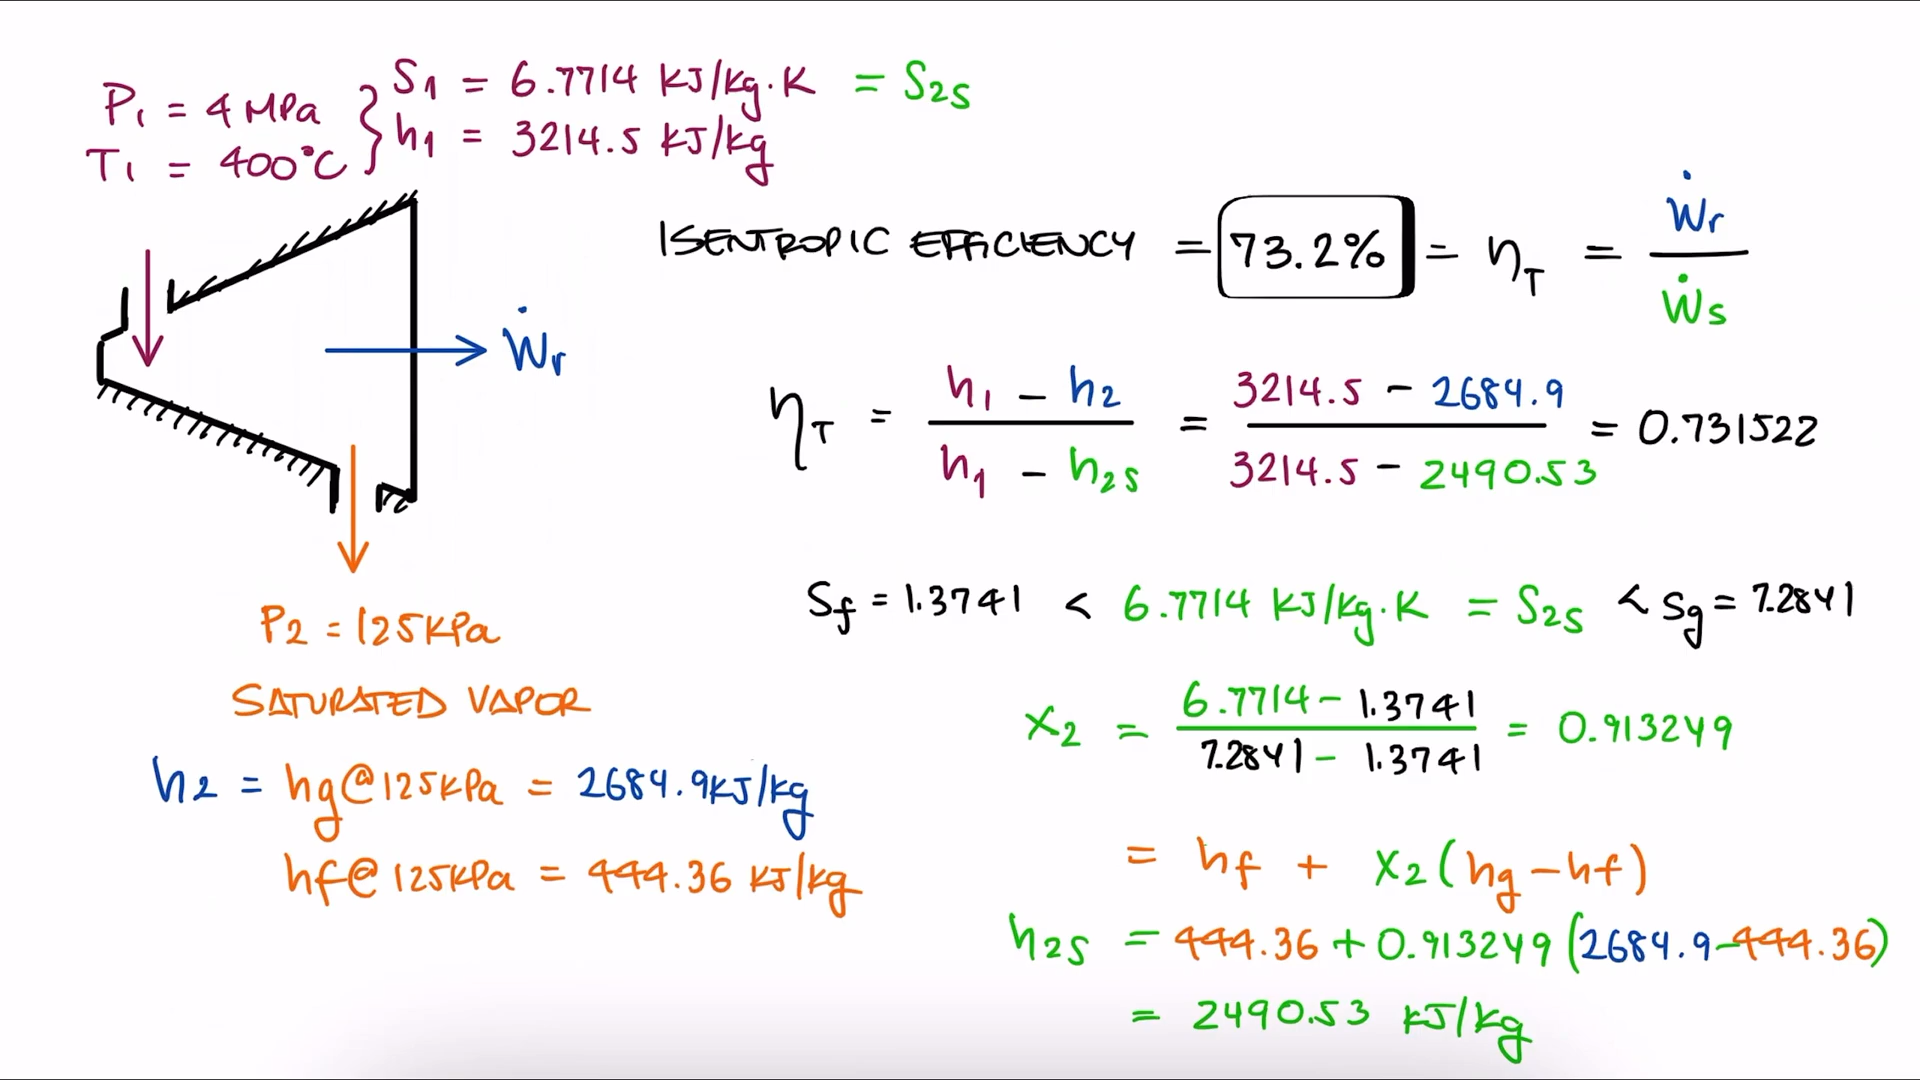 P1 = 4 MPa
T1 = 400°C
} S1 = 6.7714 kJ/kg·K = S2s
h1 = 3214.5 kJ/kg
ISENTROPIC EFFICIENCY = 73.2% = ηT = Ẇr / Ẇs
Ẇr
ηT = (h1 - h2) / (h1 - h2s) = (3214.5 - 2684.9) / (3214.5 - 2490.53) = 0.731522
Sf = 1.3741 < 6.7714 kJ/kg·K = S2s < Sg = 7.2841
P2 = 125kPa
SATURATED VAPOR
x2 = (6.7714 - 1.3741) / (7.2841 - 1.3741) = 0.913249
h2 = hg@125kPa = 2684.9kJ/kg
hf@125kPa = 444.36 kJ/kg
= hf + x2(hg-hf)
h2s = 444.36 + 0.913249(2684.9-444.36)
= 2490.53 kJ/kg